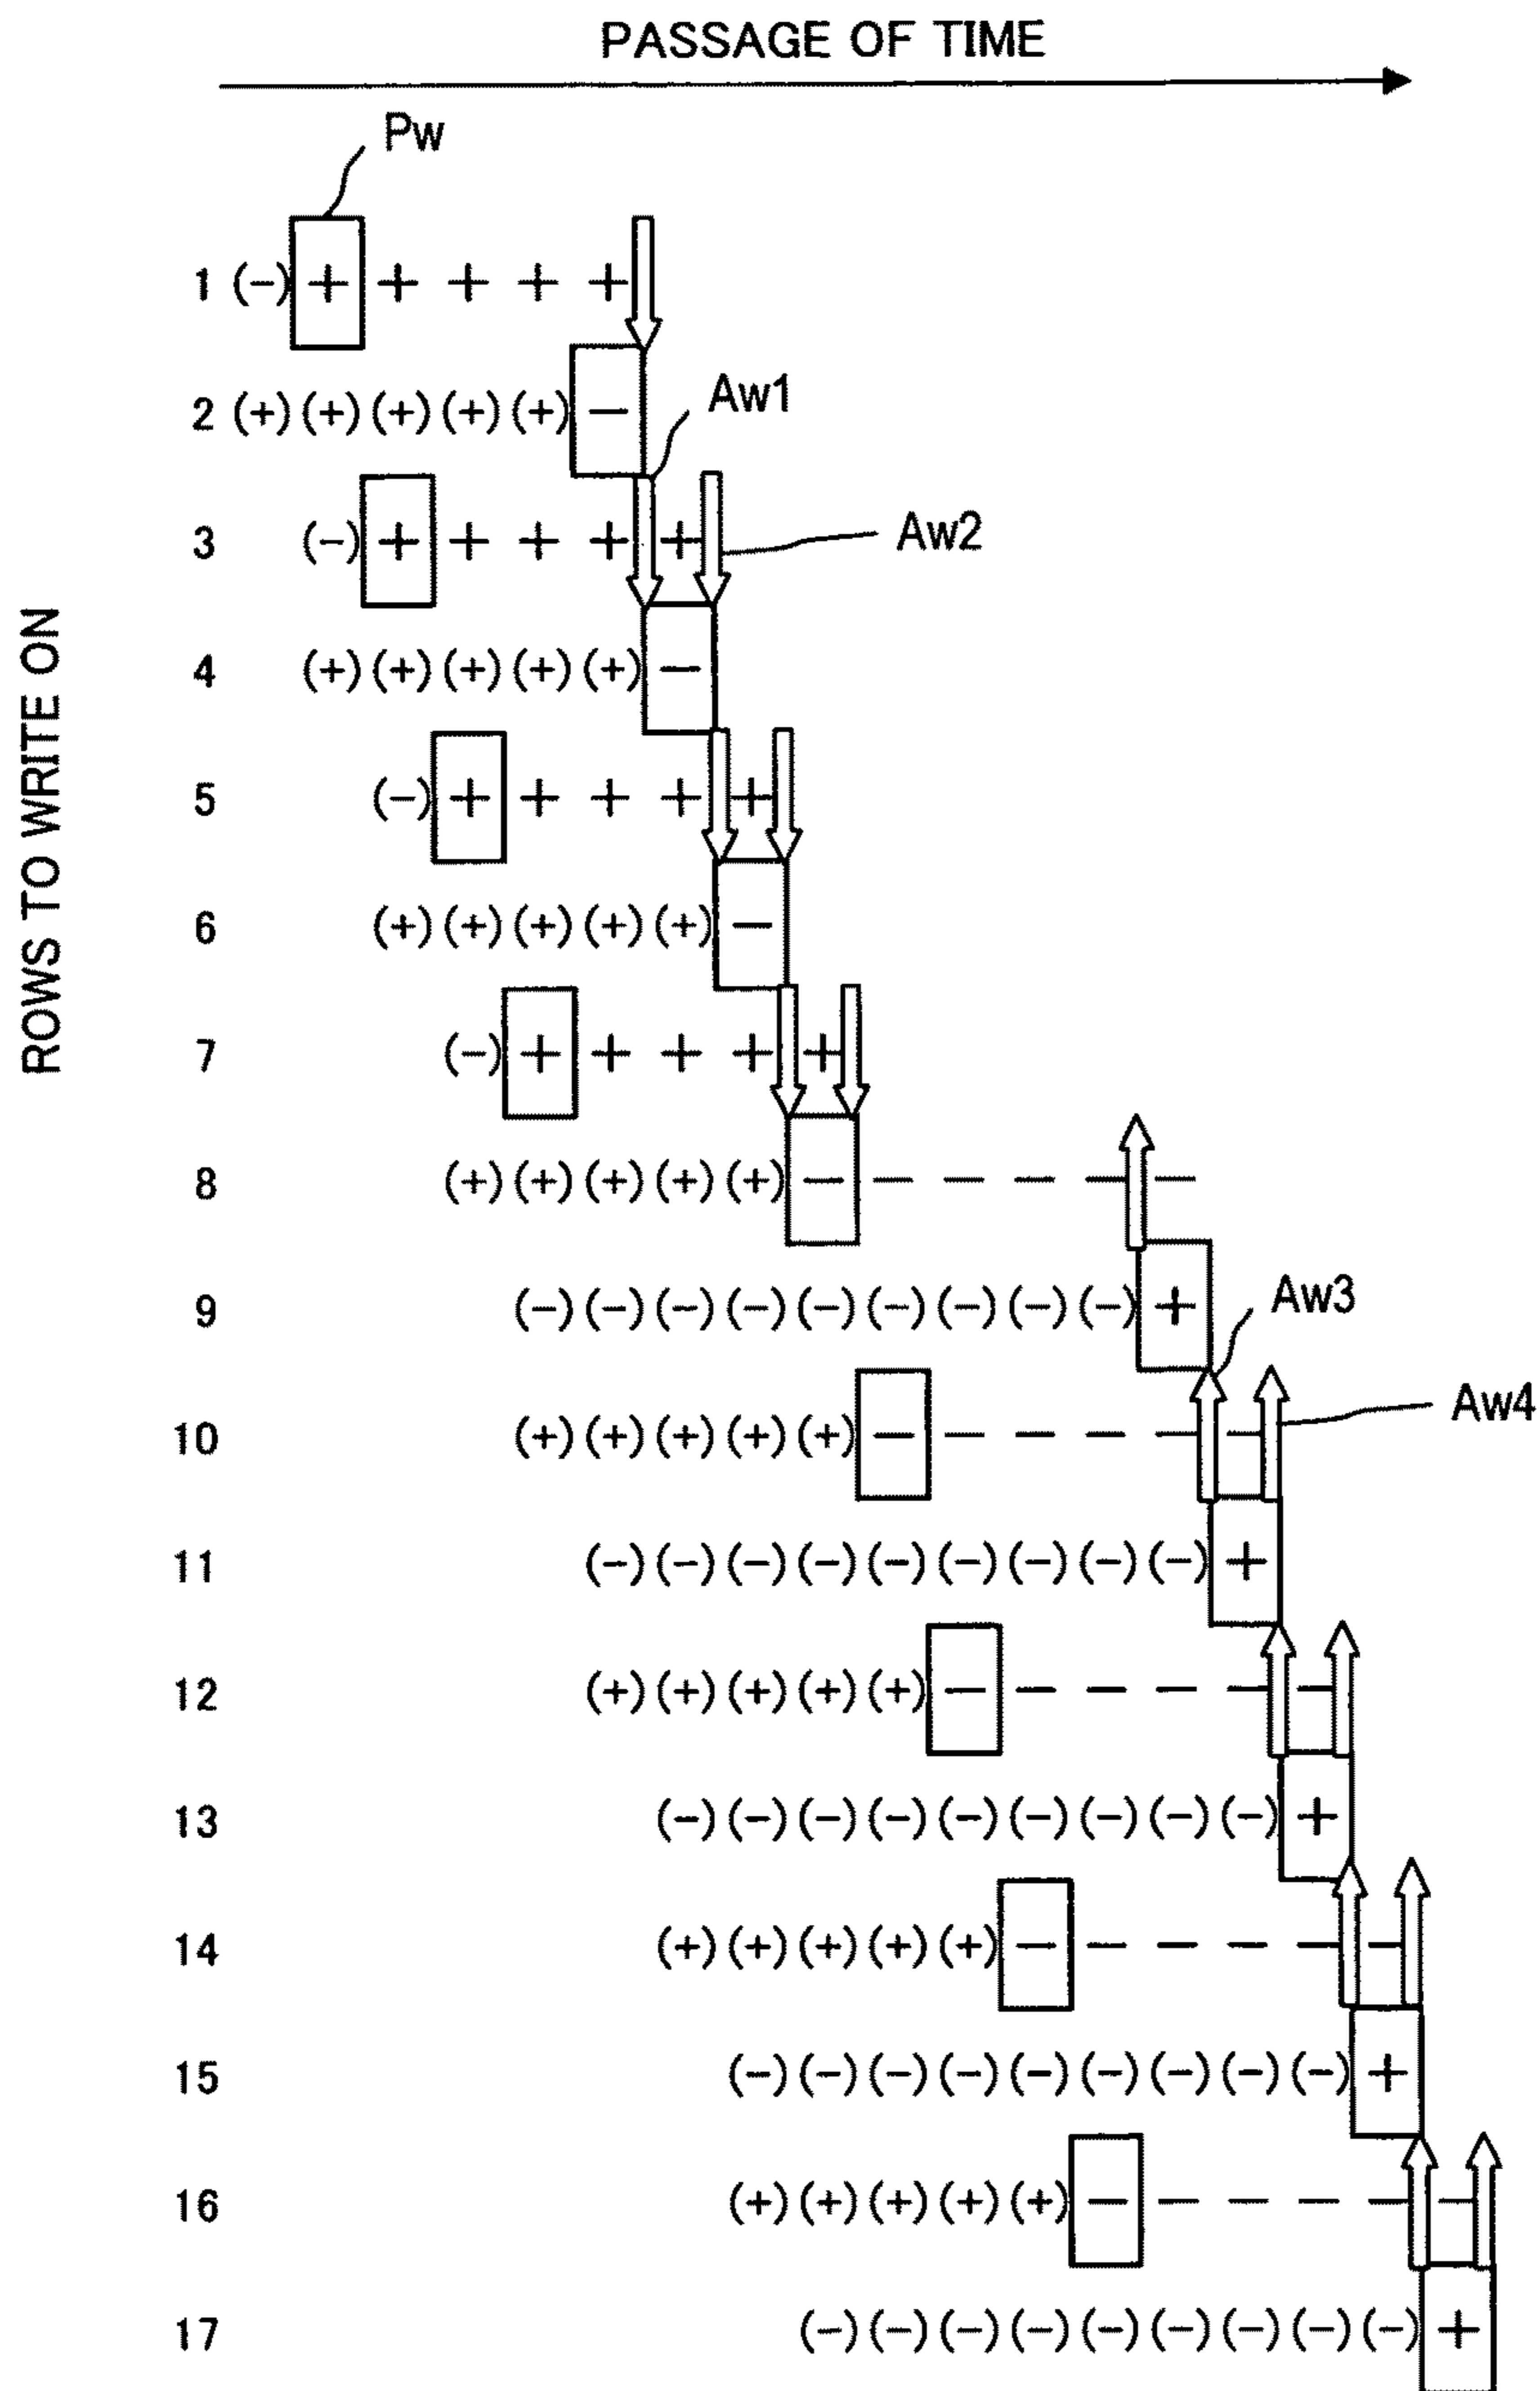 PASSAGE OF TIME
Pw
ROWS TO WRITE ON
1 (−) + + + + +
2 (+) (+) (+) (+) (+) −
Aw1
3 (−) + + + + +
Aw2
4 (+) (+) (+) (+) (+) −
5 (−) + + + + +
6 (+) (+) (+) (+) (+) −
7 (−) + + + + +
8 (+) (+) (+) (+) (+) − − − − − −
9 (−) (−) (−) (−) (−) (−) (−) (−) (−) +
Aw3
10 (+) (+) (+) (+) (+) − − − − − −
Aw4
11 (−) (−) (−) (−) (−) (−) (−) (−) (−) +
12 (+) (+) (+) (+) (+) − − − − − −
13 (−) (−) (−) (−) (−) (−) (−) (−) (−) +
14 (+) (+) (+) (+) (+) − − − − − −
15 (−) (−) (−) (−) (−) (−) (−) (−) (−) +
16 (+) (+) (+) (+) (+) − − − − − −
17 (−) (−) (−) (−) (−) (−) (−) (−) (−) +